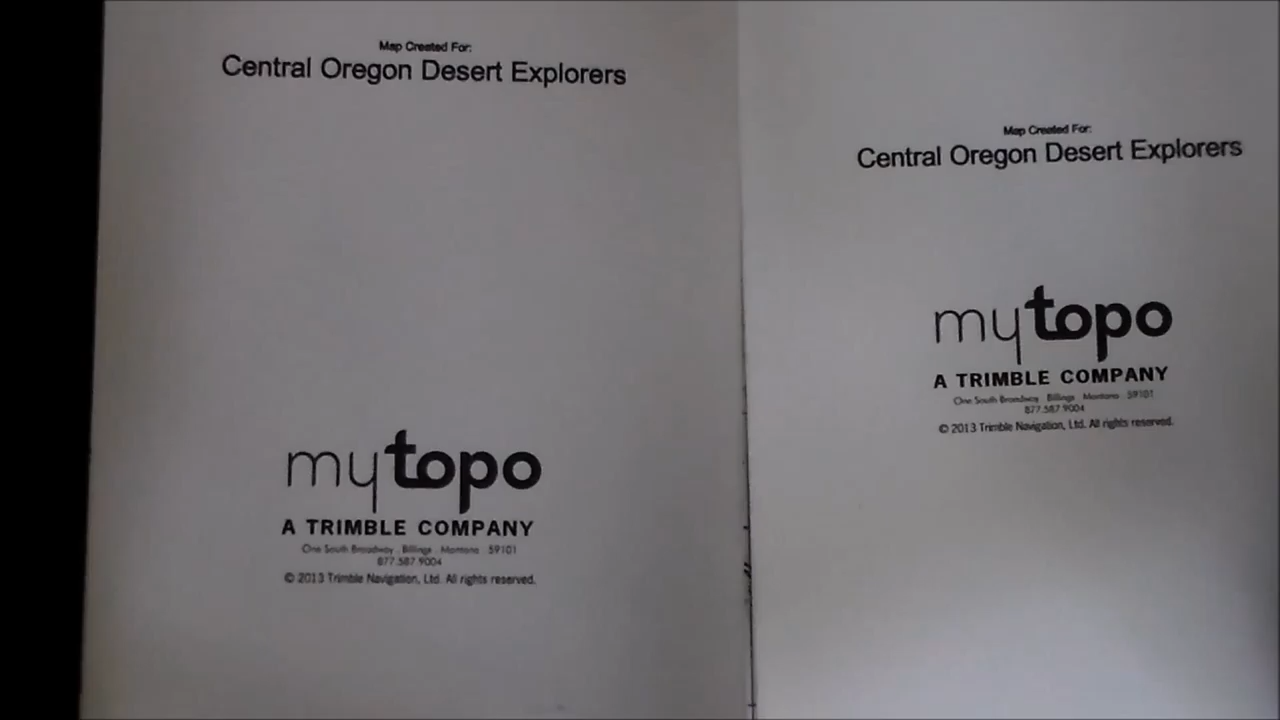 Map Created For:
Central Oregon Desert Explorers
mytopo
A TRIMBLE COMPANY
One South Broadway . Billings . Montana . 59101
877.587.9004
© 2013 Trimble Navigation, Ltd. All rights reserved.
Map Created For:
Central Oregon Desert Explorers
mytopo
A TRIMBLE COMPANY
One South Broadway . Billings . Montana . 59101
877.587.9004
© 2013 Trimble Navigation, Ltd. All rights reserved.